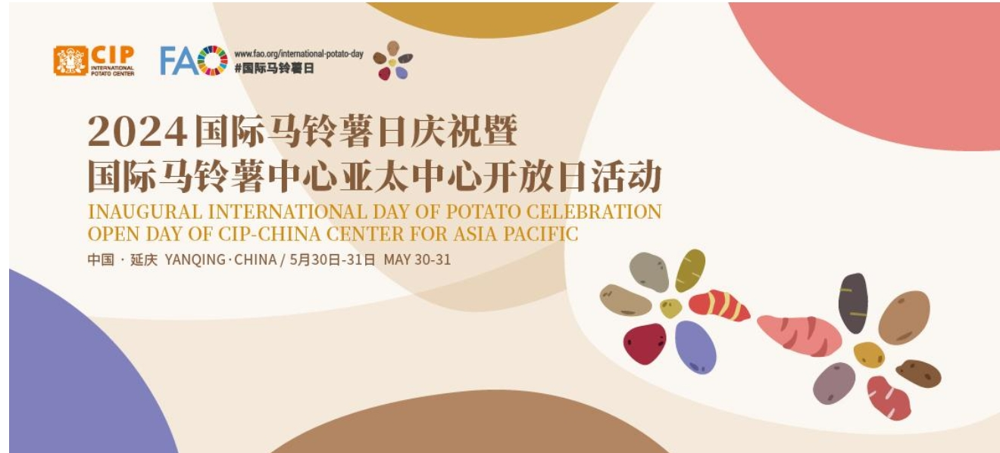 CIP
INTERNATIONAL
POTATO CENTER
FAO
www.fao.org/international-potato-day
#国际马铃薯日
2024国际马铃薯日庆祝暨
国际马铃薯中心亚太中心开放日活动
INAUGURAL INTERNATIONAL DAY OF POTATO CELEBRATION
OPEN DAY OF CIP-CHINA CENTER FOR ASIA PACIFIC
中国 · 延庆 YANQING·CHINA / 5月30日-31日 MAY 30-31